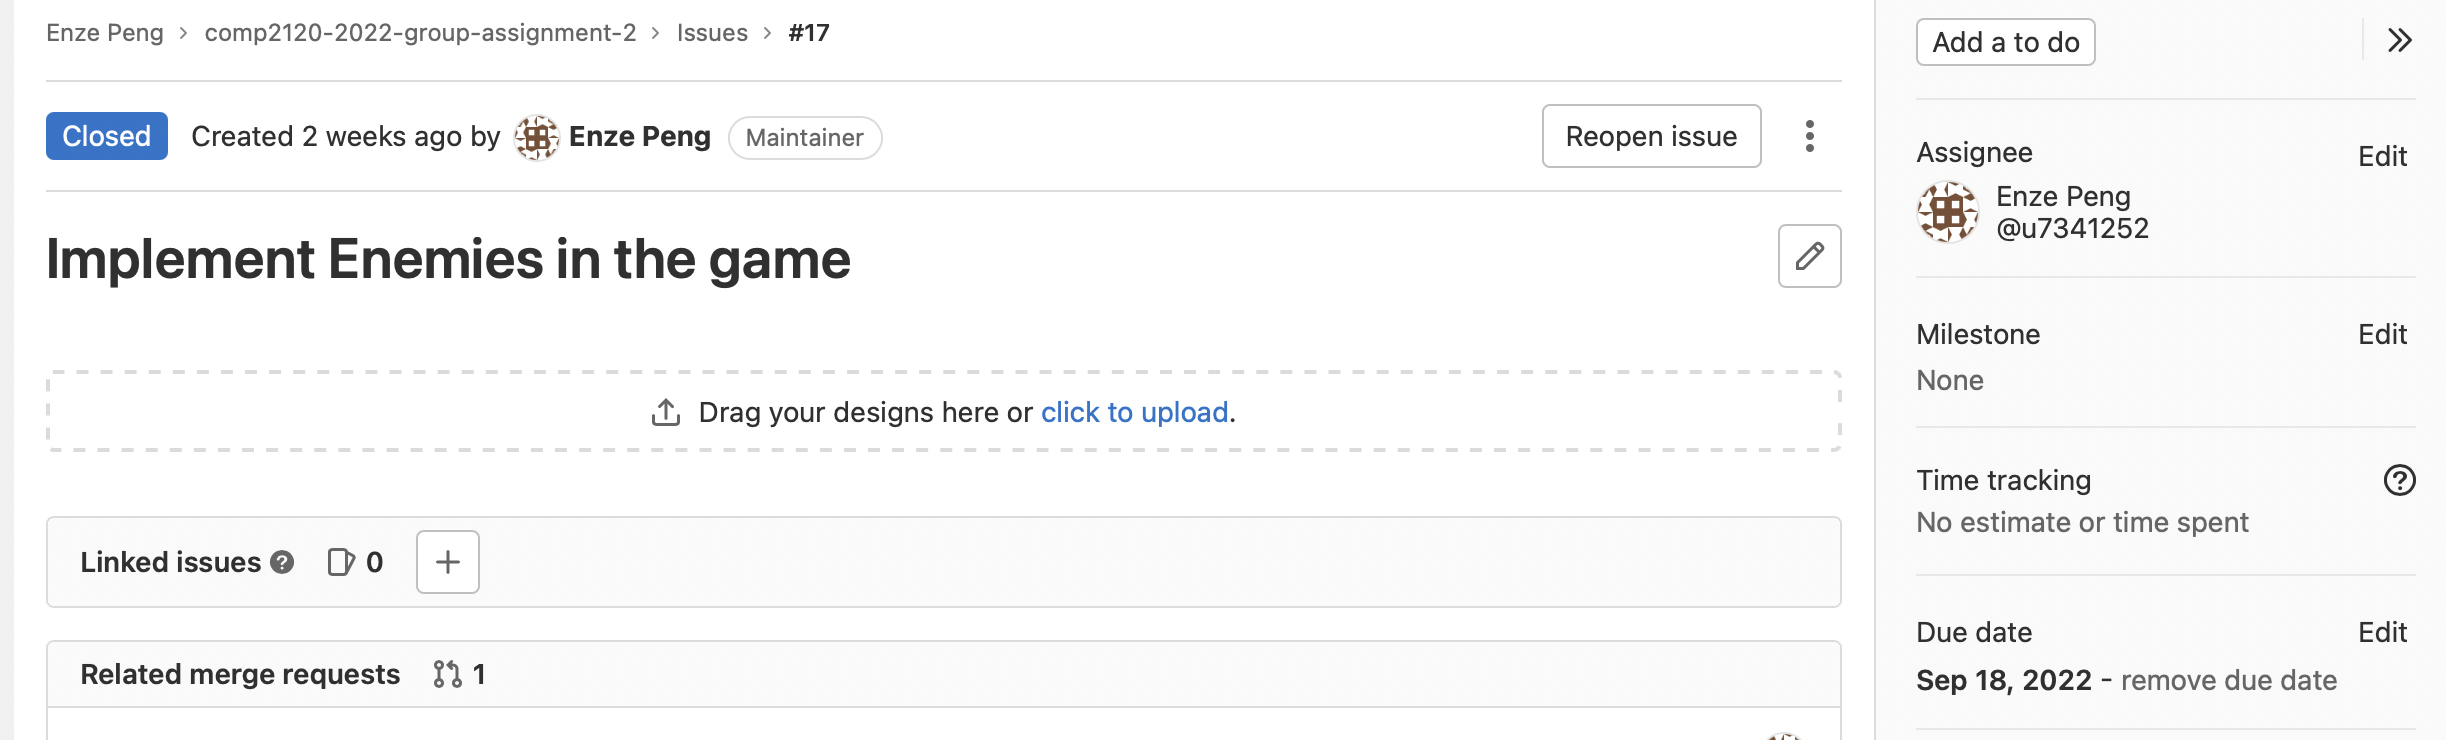 Enze Peng > comp2120-2022-group-assignment-2 > Issues > #17
Closed Created 2 weeks ago by Enze Peng Maintainer
Reopen issue
Implement Enemies in the game
Drag your designs here or click to upload.
Linked issues 0
Related merge requests 1
Add a to do
Assignee Edit
Enze Peng
@u7341252
Milestone Edit
None
Time tracking
No estimate or time spent
Due date Edit
Sep 18, 2022 - remove due date